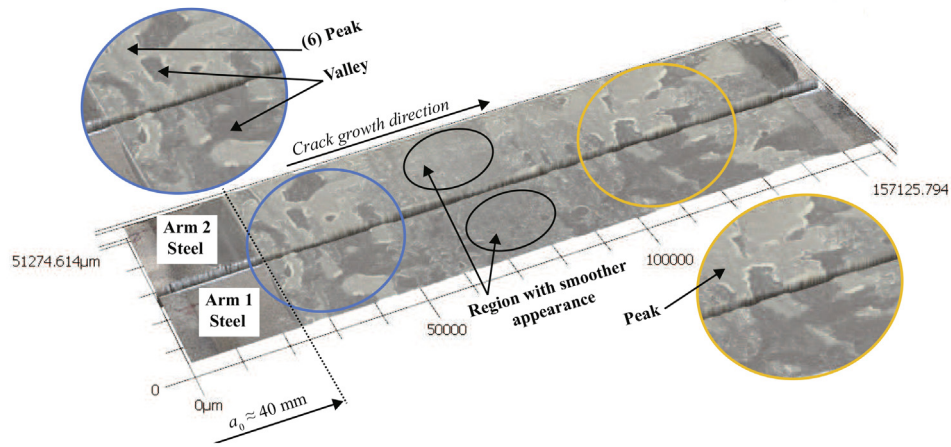 (6) Peak
Valley
Crack growth direction
157125.794
Arm 2
Steel
51274.614μm
100000
Region with smoother
appearance
Arm 1
Steel
Peak
50000
0
0μm
a₀ ≈ 40 mm